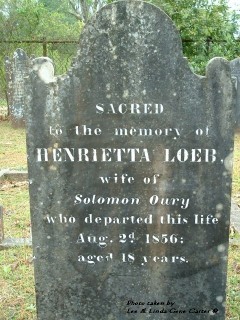 SACRED
to the memory of
HENRIETTA LOEB,
wife of
Solomon Oury
who departed this life
Aug. 2d 1856;
aged 18 years.
Photo taken by
Lee & Linda Gene Carter ©